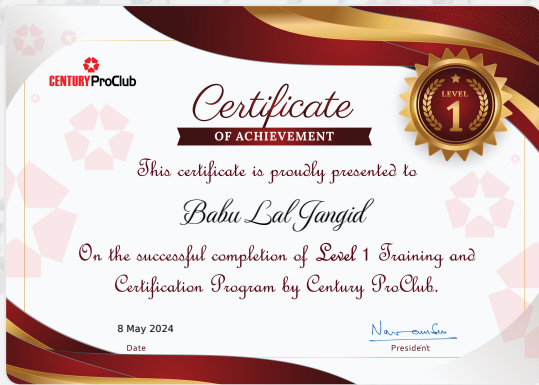 CENTURY ProClub
Certificate
OF ACHIEVEMENT
LEVEL
1
This certificate is proudly presented to
Babu Lal Jangid
On the successful completion of Level 1 Training and
Certification Program by Century ProClub.
8 May 2024
Date
President